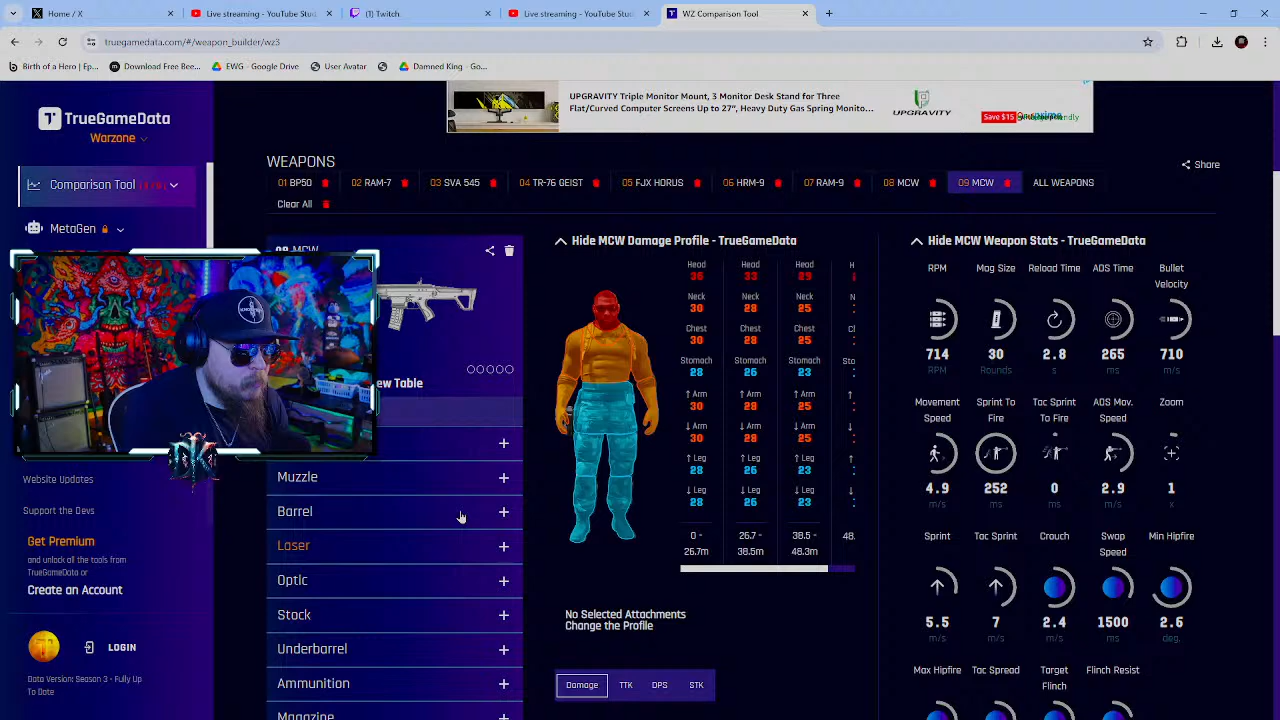 Home / X
Live streaming - YouTube Stu
(1) Twitch
Live streaming - YouTube Stu
WZ Comparison Tool
truegamedata.com/#/weapon_builder/wz3
Birth of a Hero | Ep...
Download Free Bee...
EWG - Google Drive
User Avatar
Damned King - Go...
UPGRAVITY Triple Monitor Mount, 3 Monitor Desk Stand for Three
Flat/Curved Computer Screens Up to 27", Heavy Duty Gas Spring Monito...
UPGRAVITY
Save $15
prime
TrueGameData
Warzone
Comparison Tool
MetaGen
Website Updates
Support the Devs
Get Premium
and unlock all the tools from
TrueGameData or
Create an Account
LOGIN
Data Version: Season 3 - Fully Up
To Date
WEAPONS
Share
01 BP50
02 RAM-7
03 SVA 545
04 TR-76 GEIST
05 FJX HORUS
06 HRM-9
07 RAM-9
08 MCW
09 MCW
ALL WEAPONS
Clear All
09 MCW
ew Table
Muzzle
Barrel
Laser
Optic
Stock
Underbarrel
Ammunition
Magazine
Hide MCW Damage Profile - TrueGameData
Head Head Head H
36 33 29
Neck Neck Neck N
30 28 25
Chest Chest Chest Cl
30 28 25
Stomach Stomach Stomach Sto
28 26 23
↑ Arm ↑ Arm ↑ Arm ↑
30 28 25
↓ Arm ↓ Arm ↓ Arm ↓
30 28 25
↑ Leg ↑ Leg ↑ Leg ↑
28 26 23
↓ Leg ↓ Leg ↓ Leg ↓
28 26 23
0 - 26.7 - 38.5 - 48.
26.7m 38.5m 48.3m
No Selected Attachments
Change the Profile
Damage TTK DPS STK
Hide MCW Weapon Stats - TrueGameData
RPM Mag Size Reload Time ADS Time Bullet
Velocity
714 30 2.8 265 710
RPM Rounds s ms m/s
Movement Sprint To Tac Sprint ADS Mov. Zoom
Speed Fire To Fire Speed
4.9 252 0 2.9 1
ms ms ms m/s x
Sprint Tac Sprint Crouch Swap Min Hipfire
Speed
5.5 7 2.4 1500 2.6
m/s m/s m/s ms deg.
Max Hipfire Tac Spread Target Flinch Resist
Flinch